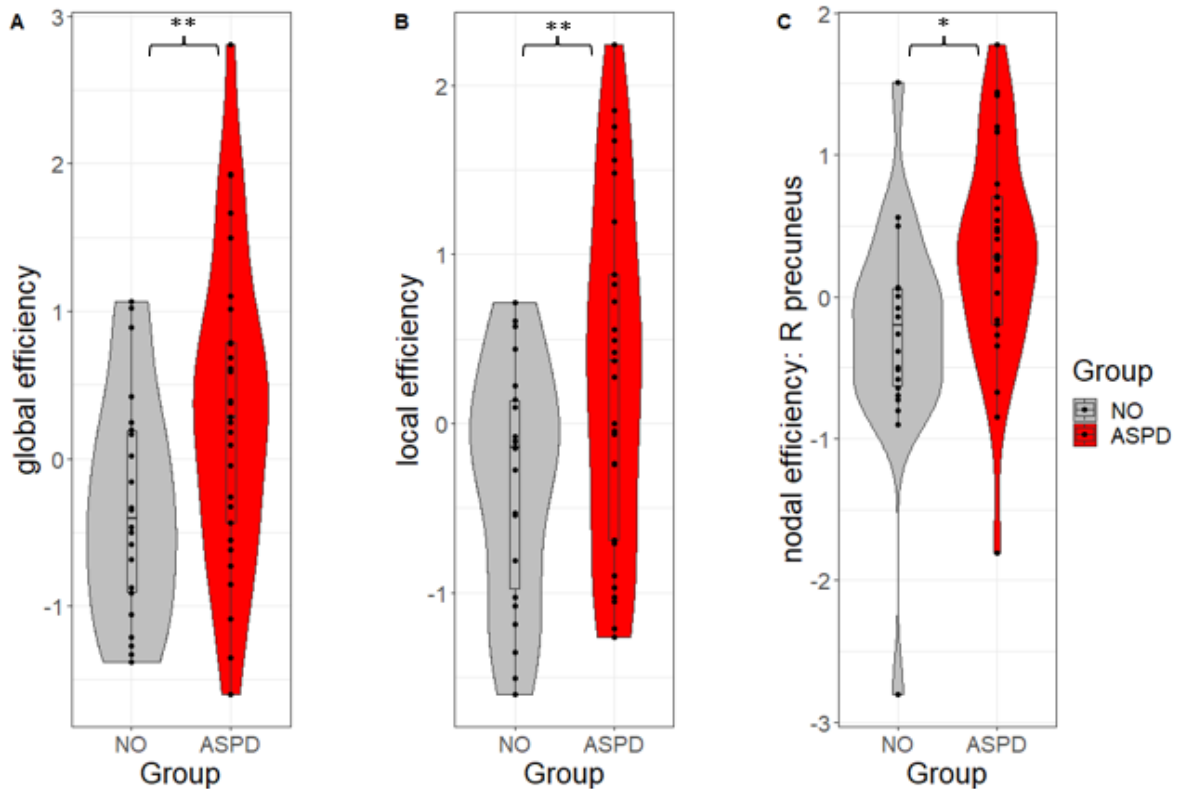 A
**
3
2
1
0
-1
global efficiency
NO
ASPD
Group
B
**
2
1
0
-1
local efficiency
NO
ASPD
Group
C
*
2
1
0
-1
-2
-3
nodal efficiency: R precuneus
NO
ASPD
Group
Group
NO
ASPD